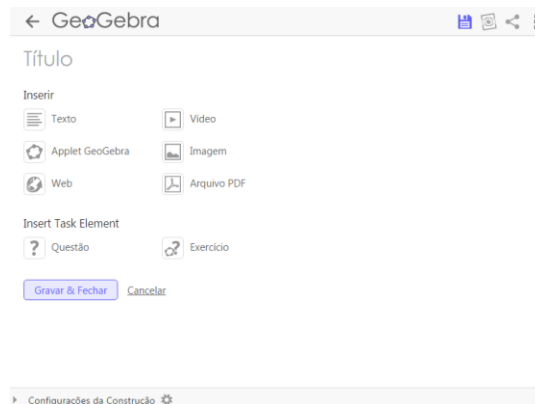 GeoGebra
Título
Inserir
Texto
Vídeo
Applet GeoGebra
Imagem
Web
Arquivo PDF
Insert Task Element
Questão
Exercício
Gravar & Fechar Cancelar
Configurações da Construção